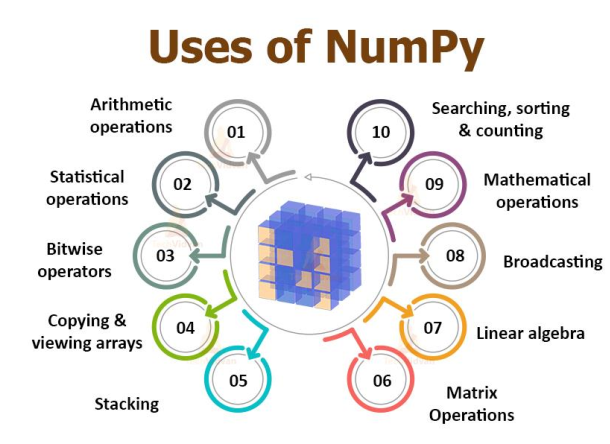 Uses of NumPy
01
Arithmetic
operations
02
Statistical
operations
03
Bitwise
operators
04
Copying &
viewing arrays
05
Stacking
06
Matrix
Operations
07
Linear algebra
08
Broadcasting
09
Mathematical
operations
10
Searching, sorting
& counting